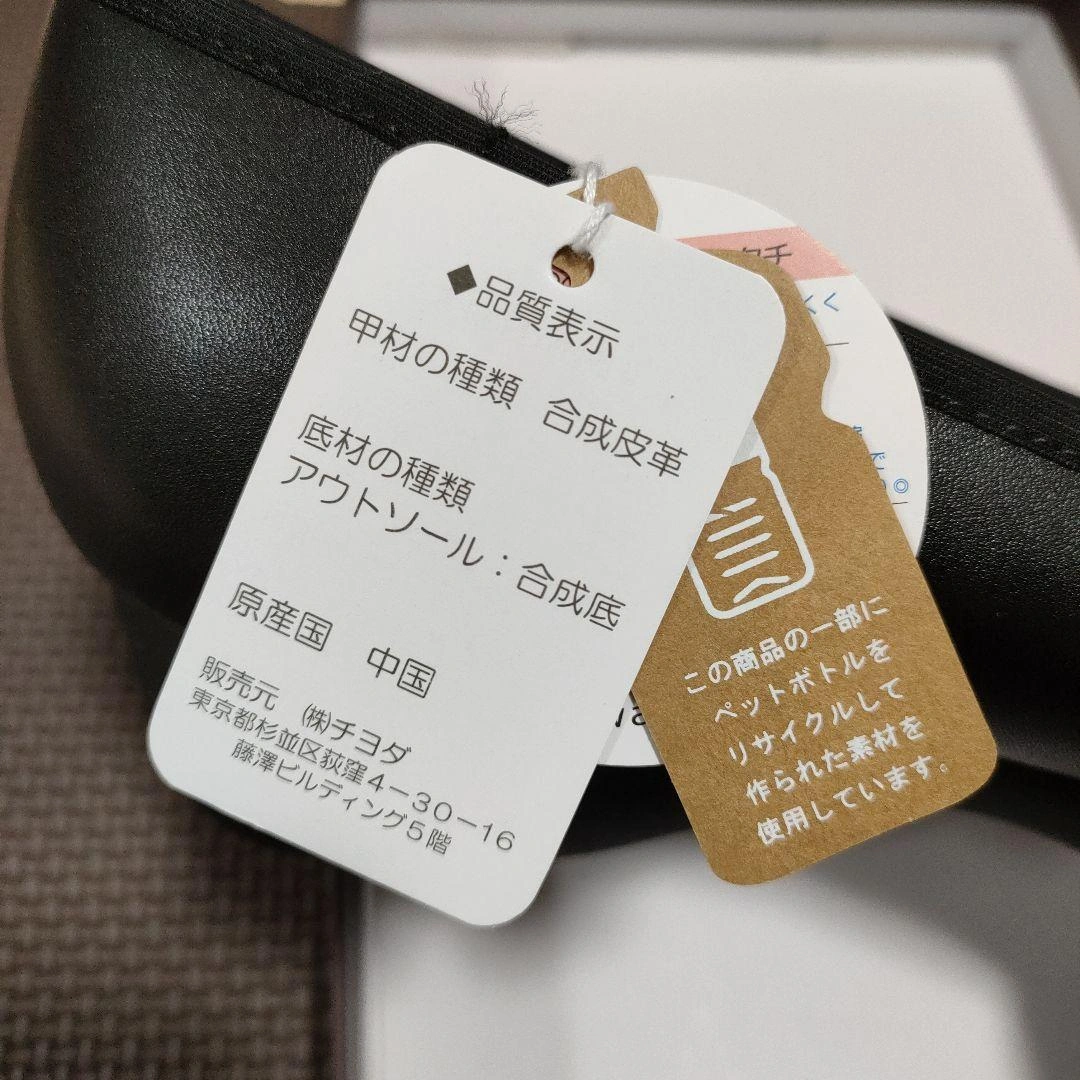 ◆品質表示
甲材の種類 合成皮革
底材の種類
アウトソール：合成底
原産国 中国
販売元 ㈱チヨダ
東京都杉並区荻窪4－30－16
藤澤ビルディング5階
この商品の一部に
ペットボトルを
リサイクルして
作られた素材を
使用しています。